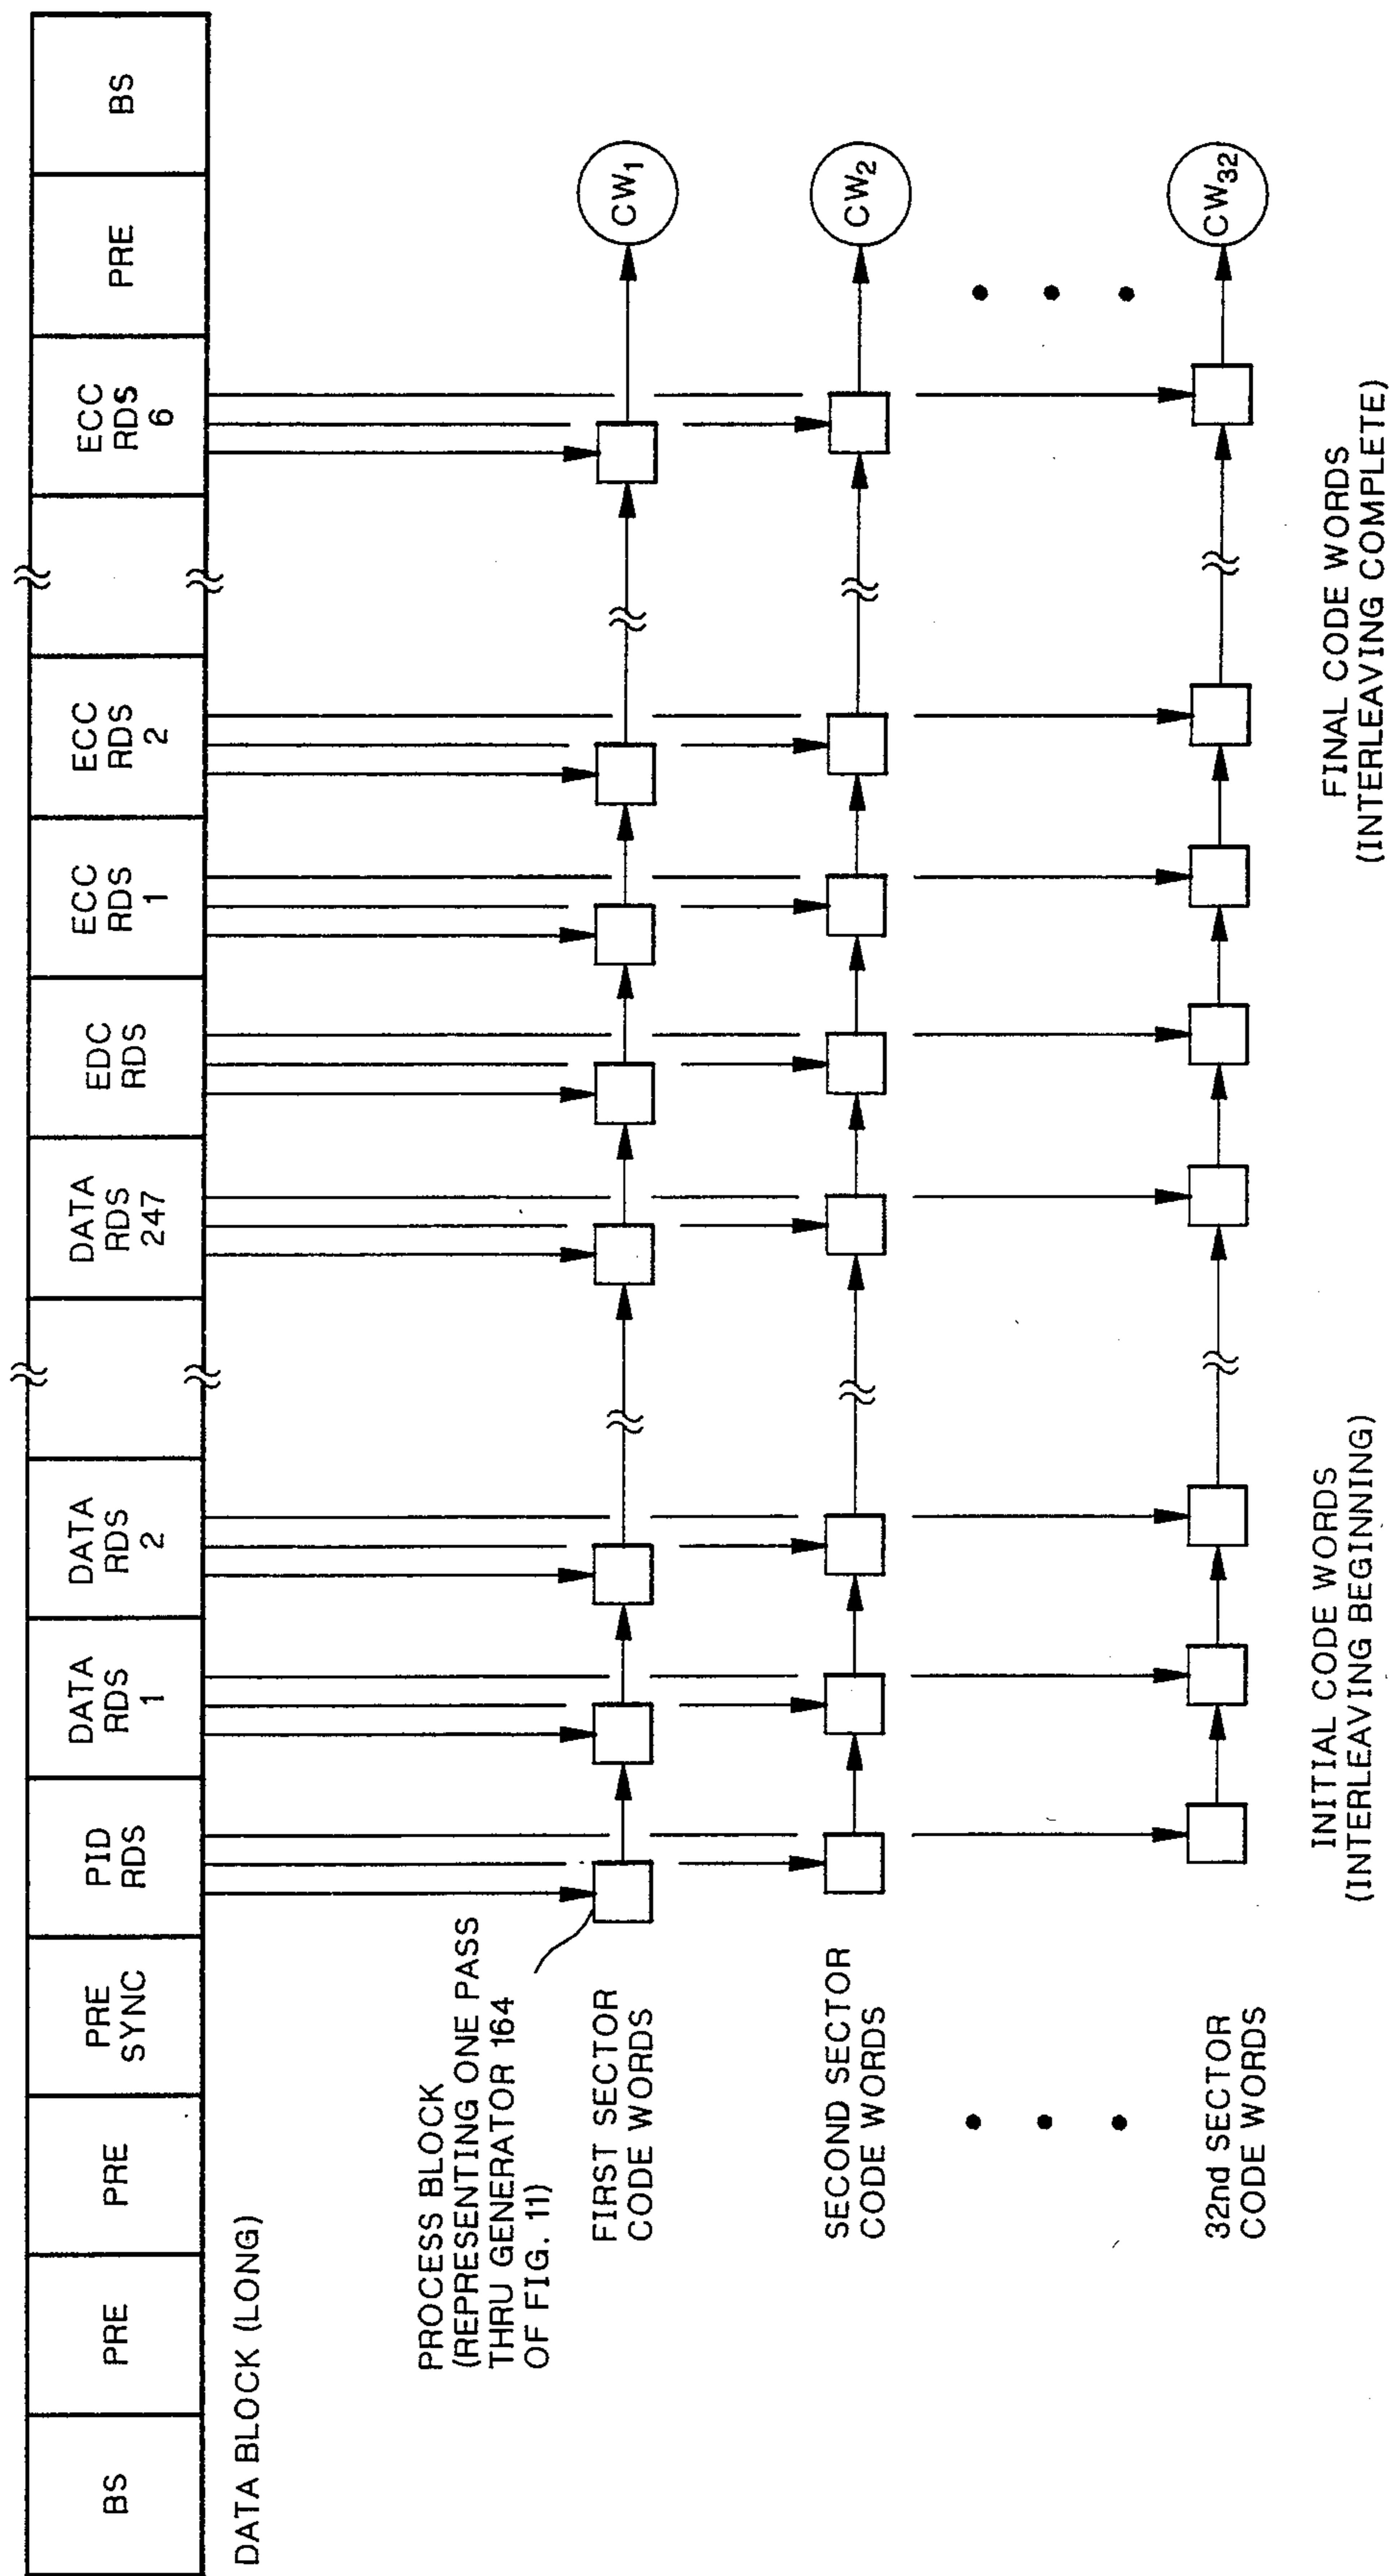 BS
PRE
PRE
PRE
SYNC
PID
RDS
DATA
RDS
1
DATA
RDS
2
DATA
RDS
247
EDC
RDS
ECC
RDS
1
ECC
RDS
2
ECC
RDS
6
PRE
BS
DATA BLOCK (LONG)
PROCESS BLOCK
(REPRESENTING ONE PASS
THRU GENERATOR 164
OF FIG. 11)
FIRST SECTOR
CODE WORDS
CW1
SECOND SECTOR
CODE WORDS
CW2
32nd SECTOR
CODE WORDS
CW32
INITIAL CODE WORDS
(INTERLEAVING BEGINNING)
FINAL CODE WORDS
(INTERLEAVING COMPLETE)